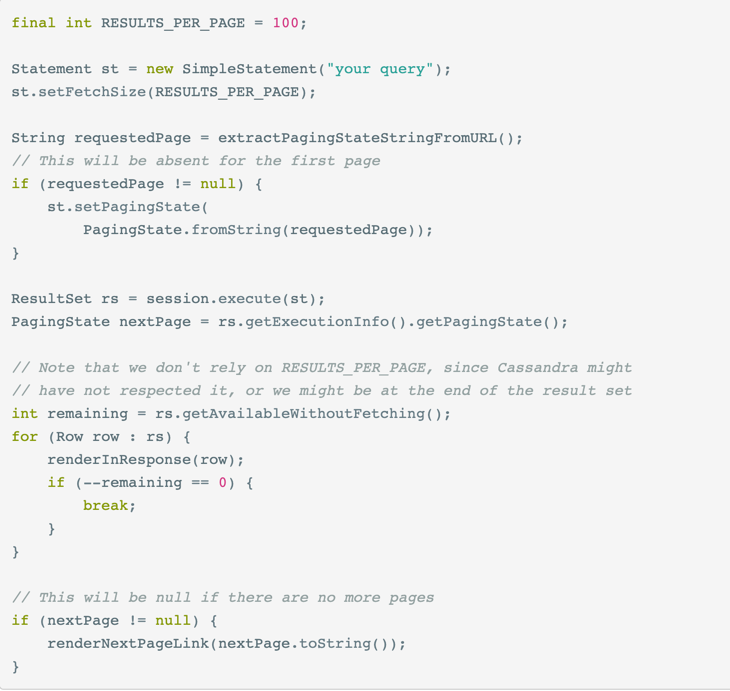 final int RESULTS_PER_PAGE = 100;
Statement st = new SimpleStatement("your query");
st.setFetchSize(RESULTS_PER_PAGE);
String requestedPage = extractPagingStateStringFromURL();
// This will be absent for the first page
if (requestedPage != null) {
    st.setPagingState(
        PagingState.fromString(requestedPage));
}
ResultSet rs = session.execute(st);
PagingState nextPage = rs.getExecutionInfo().getPagingState();
// Note that we don't rely on RESULTS_PER_PAGE, since Cassandra might
// have not respected it, or we might be at the end of the result set
int remaining = rs.getAvailableWithoutFetching();
for (Row row : rs) {
    renderInResponse(row);
    if (--remaining == 0) {
        break;
    }
}
// This will be null if there are no more pages
if (nextPage != null) {
    renderNextPageLink(nextPage.toString());
}